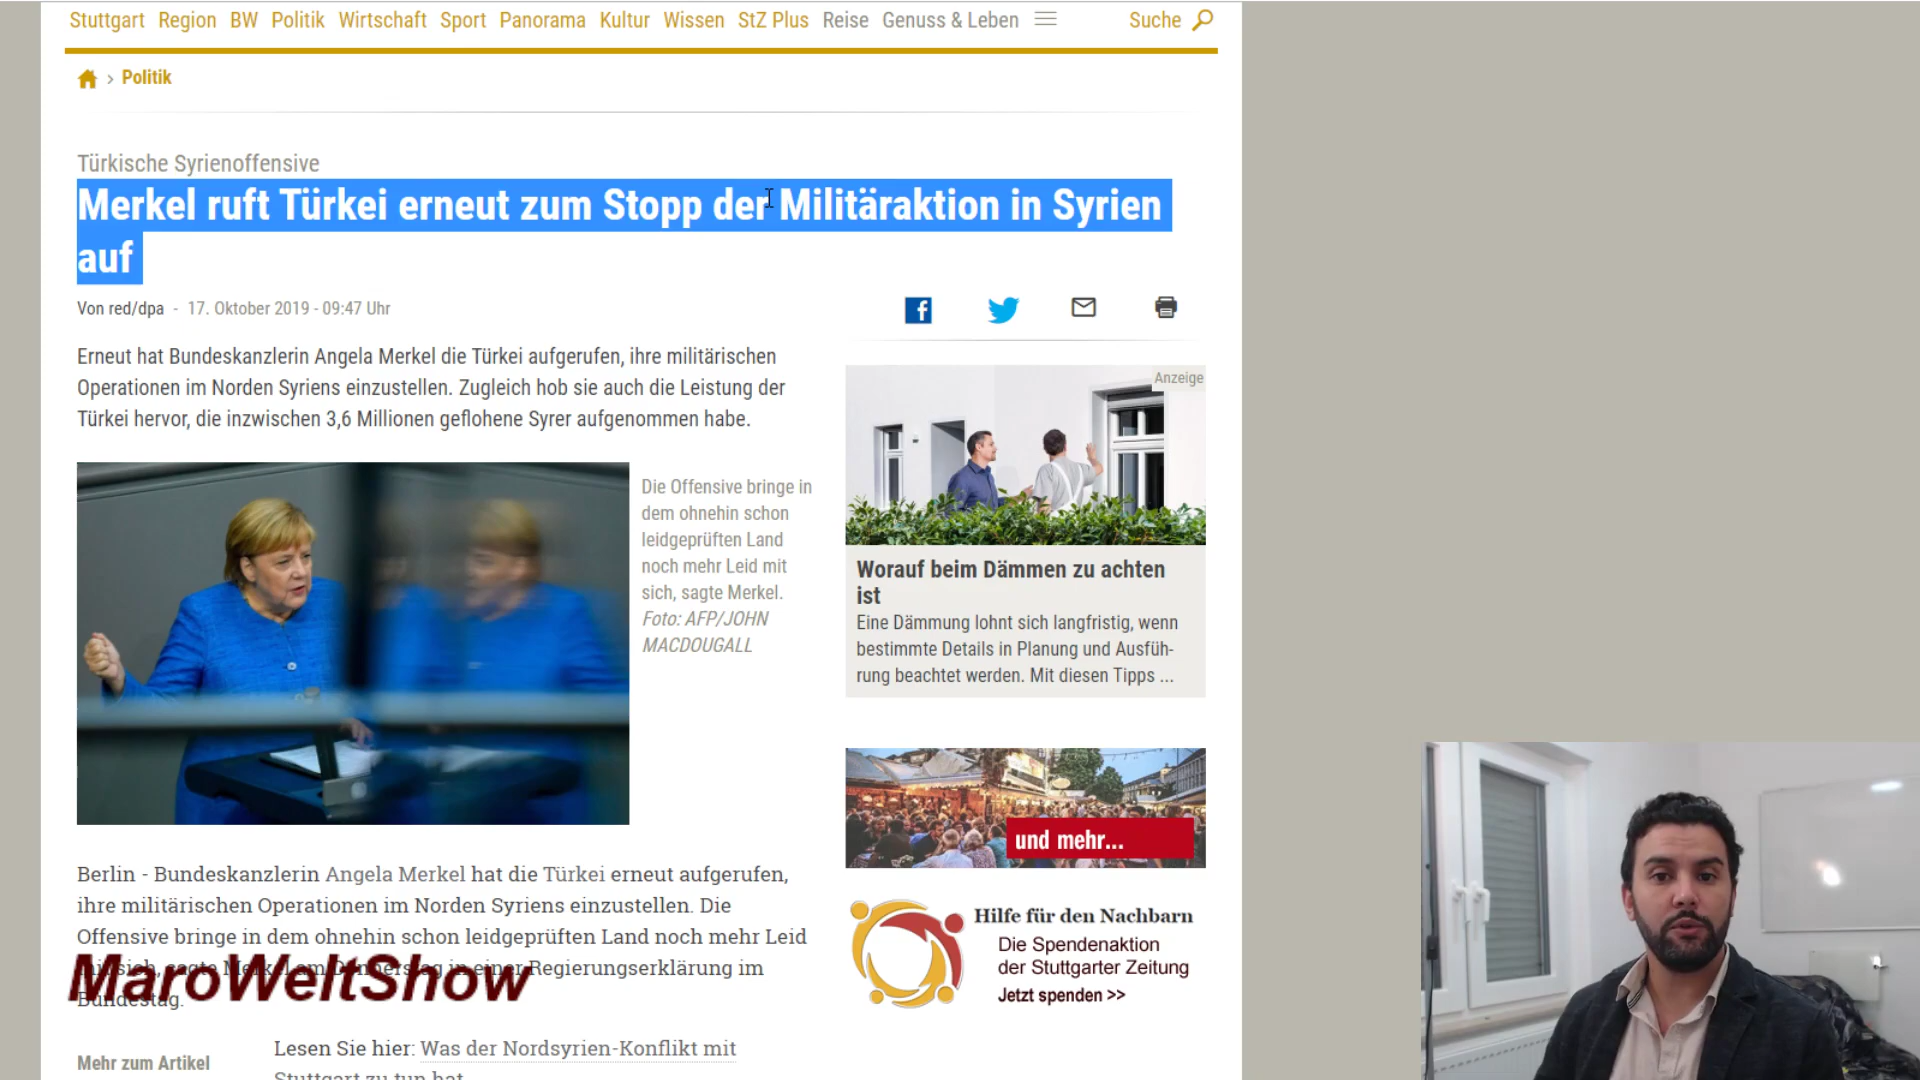 Stuttgart Region BW Politik Wirtschaft Sport Panorama Kultur Wissen StZ Plus Reise Genuss & Leben Suche
› Politik
Türkische Syrienoffensive
Merkel ruft Türkei erneut zum Stopp der Militäraktion in Syrien
auf
Von red/dpa - 17. Oktober 2019 - 09:47 Uhr
Erneut hat Bundeskanzlerin Angela Merkel die Türkei aufgerufen, ihre militärischen
Operationen im Norden Syriens einzustellen. Zugleich hob sie auch die Leistung der
Türkei hervor, die inzwischen 3,6 Millionen geflohene Syrer aufgenommen habe.
Die Offensive bringe in
dem ohnehin schon
leidgeprüften Land
noch mehr Leid mit
sich, sagte Merkel.
Foto: AFP/JOHN
MACDOUGALL
Anzeige
Worauf beim Dämmen zu achten
ist
Eine Dämmung lohnt sich langfristig, wenn
bestimmte Details in Planung und Ausfüh-
rung beachtet werden. Mit diesen Tipps ...
und mehr...
Hilfe für den Nachbarn
Die Spendenaktion
der Stuttgarter Zeitung
Jetzt spenden >>
Berlin - Bundeskanzlerin Angela Merkel hat die Türkei erneut aufgerufen,
ihre militärischen Operationen im Norden Syriens einzustellen. Die
Offensive bringe in dem ohnehin schon leidgeprüften Land noch mehr Leid
mit sich, sagte Merkel am Donnerstag in einer Regierungserklärung im
Bundestag.
MaroWeltShow
Mehr zum Artikel
Lesen Sie hier: Was der Nordsyrien-Konflikt mit
Stuttgart zu tun hat